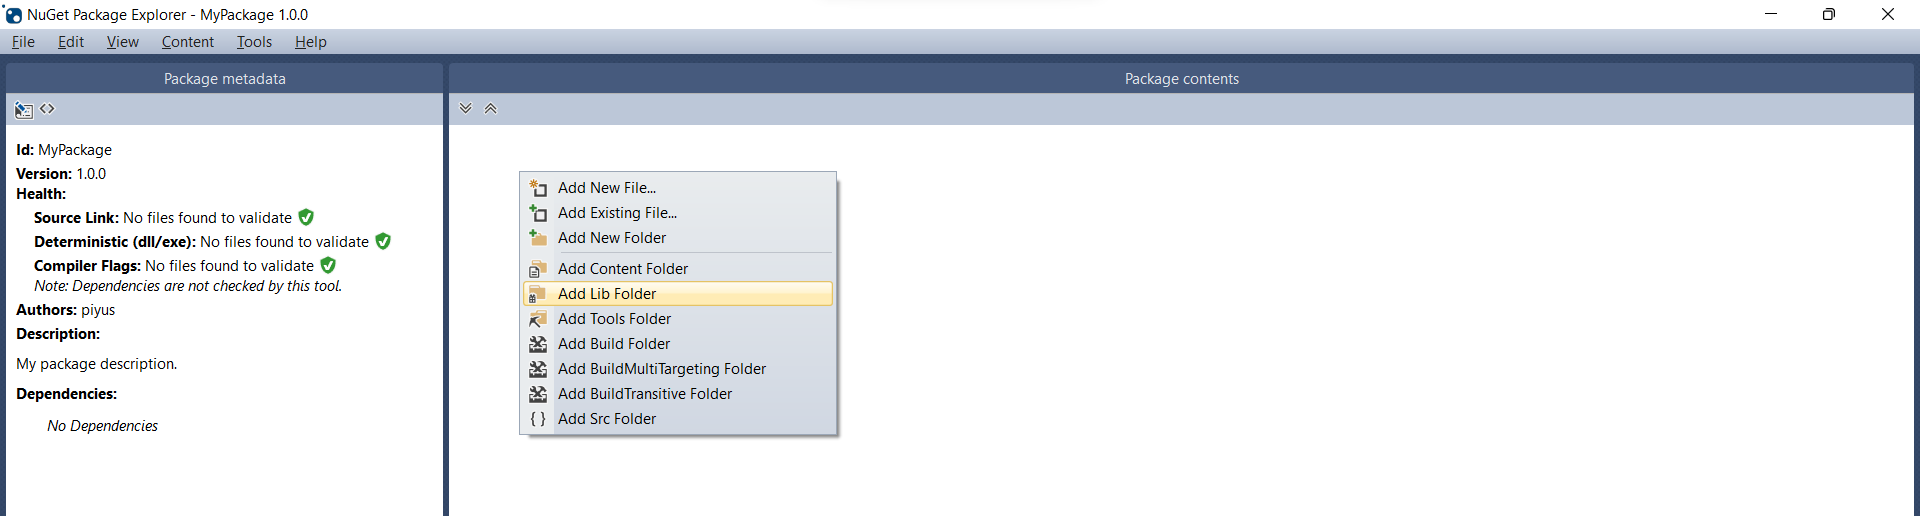 NuGet Package Explorer - MyPackage 1.0.0
File Edit View Content Tools Help
Package metadata
Id: MyPackage
Version: 1.0.0
Health:
Source Link: No files found to validate
Deterministic (dll/exe): No files found to validate
Compiler Flags: No files found to validate
Note: Dependencies are not checked by this tool.
Authors: piyus
Description:
My package description.
Dependencies:
No Dependencies
Package contents
Add New File...
Add Existing File...
Add New Folder
Add Content Folder
Add Lib Folder
Add Tools Folder
Add Build Folder
Add BuildMultiTargeting Folder
Add BuildTransitive Folder
Add Src Folder